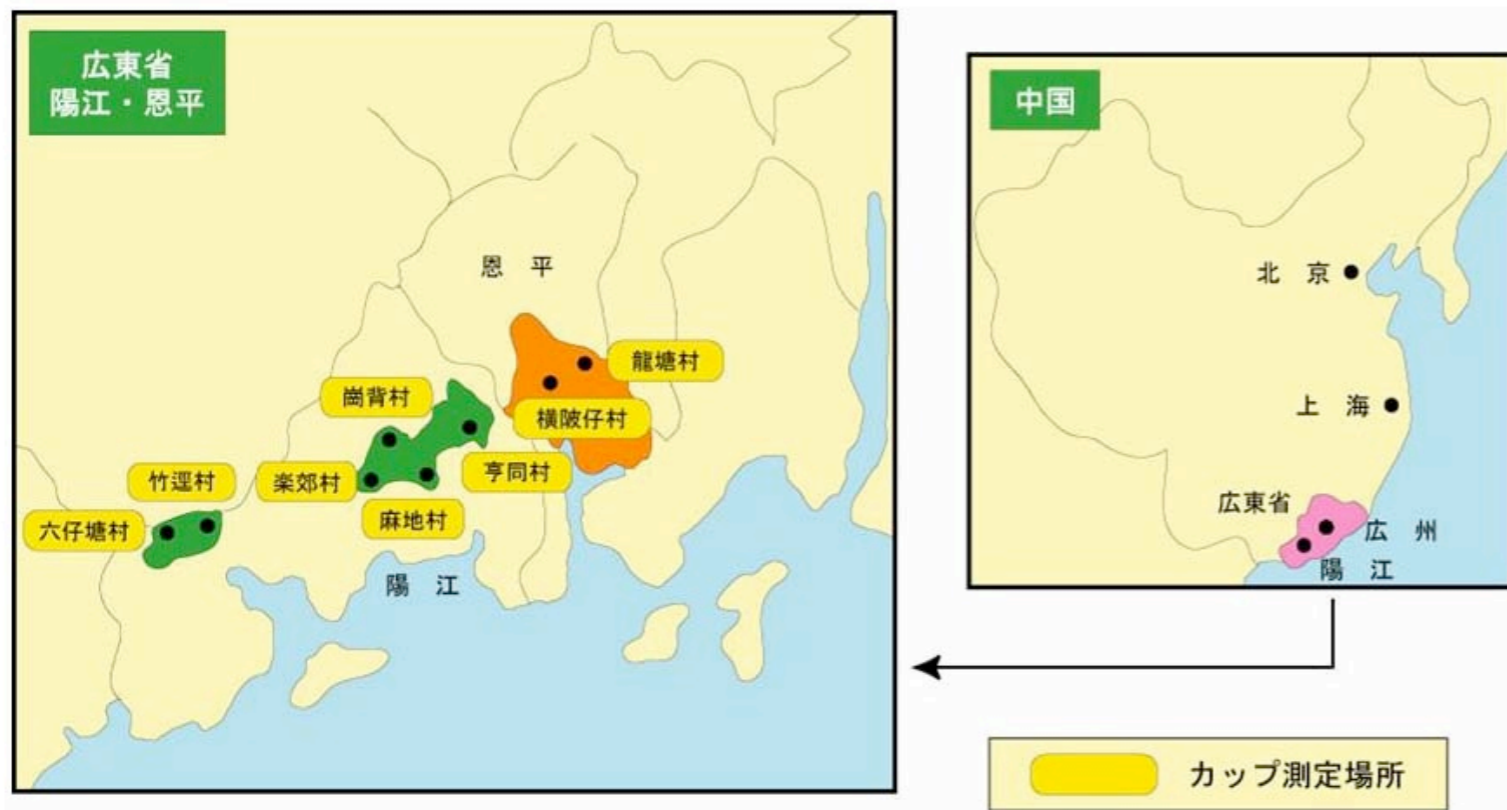 広東省
陽江・恩平
恩 平
龍塘村
崗背村
横陂仔村
亨同村
竹逕村
楽郊村
麻地村
六仔塘村
陽 江
中国
北 京
上 海
広東省
広 州
陽 江
カップ測定場所